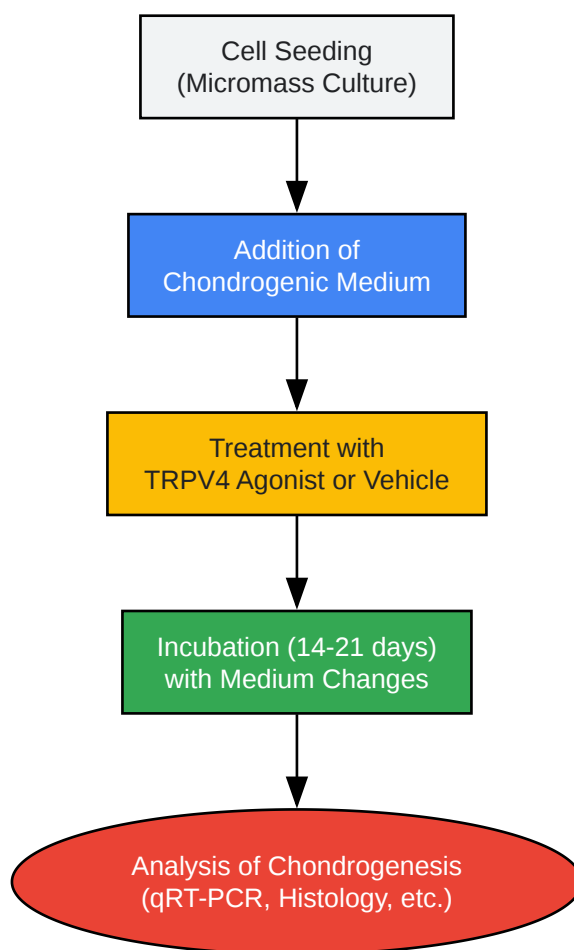 Cell Seeding
(Micromass Culture)
Addition of
Chondrogenic Medium
Treatment with
TRPV4 Agonist or Vehicle
Incubation (14-21 days)
with Medium Changes
Analysis of Chondrogenesis
(qRT-PCR, Histology, etc.)